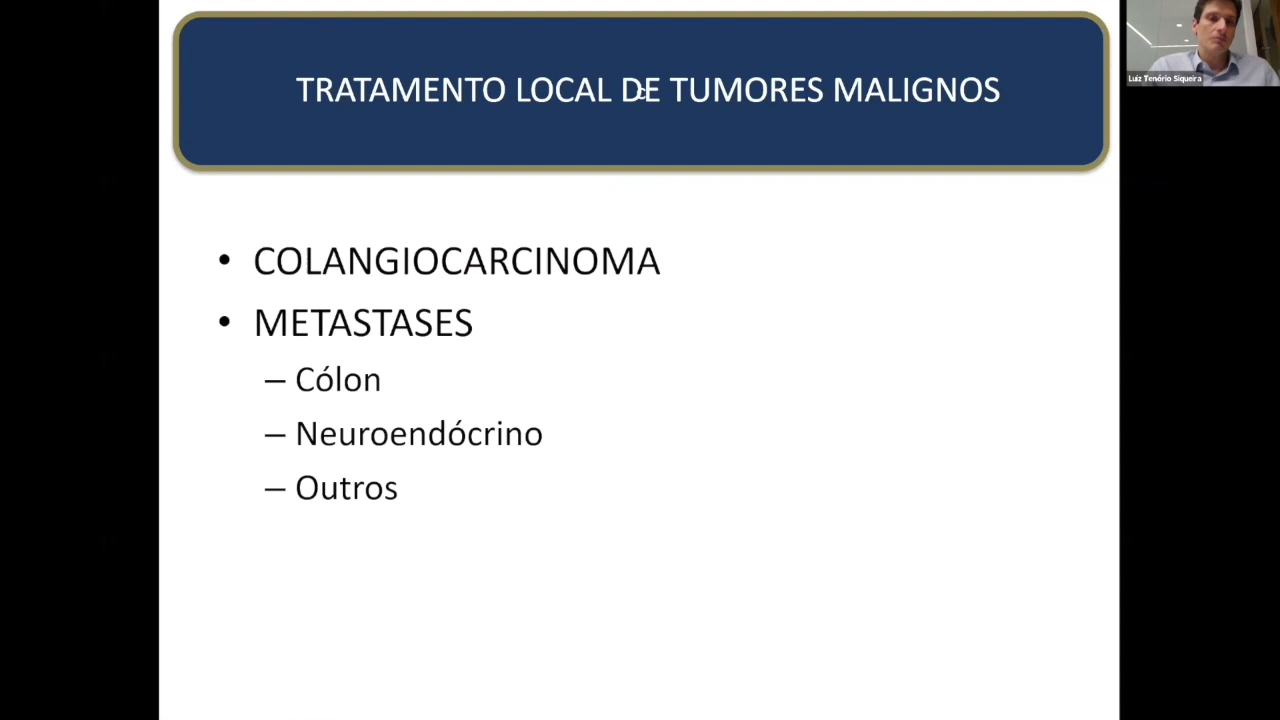 TRATAMENTO LOCAL DE TUMORES MALIGNOS
Luiz Tenório Siqueira
• COLANGIOCARCINOMA
• METASTASES
– Cólon
– Neuroendócrino
– Outros